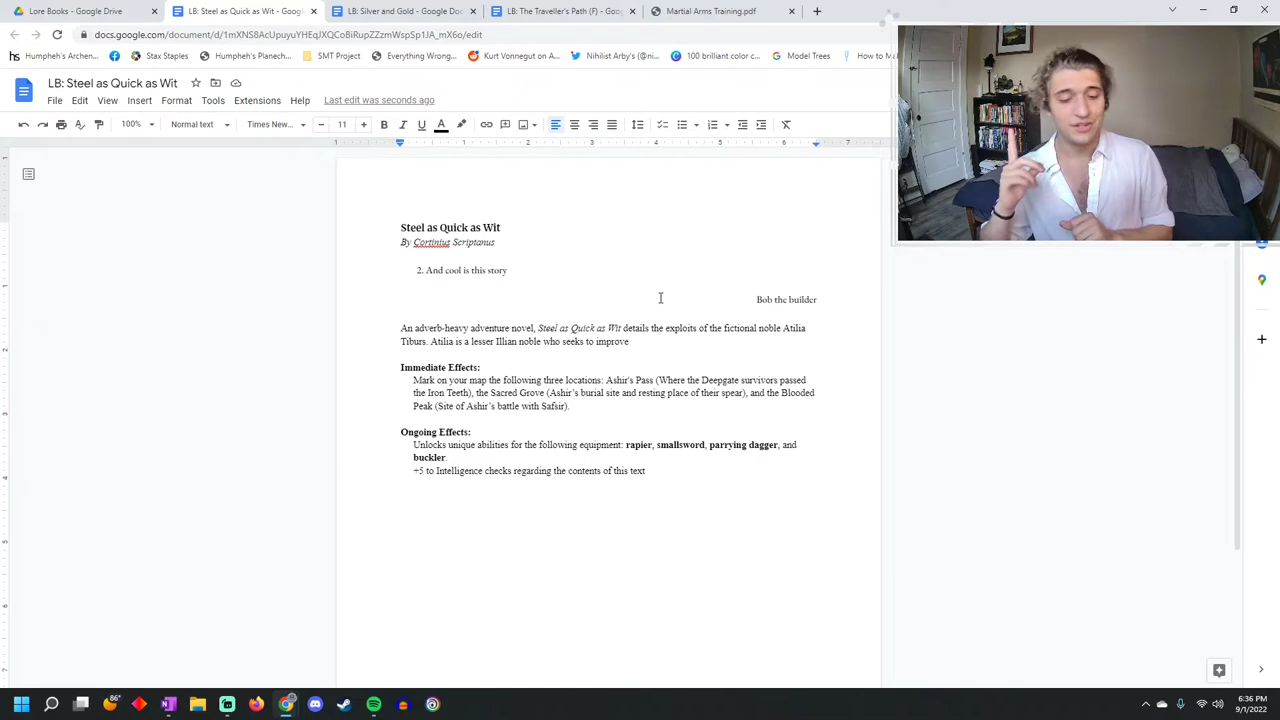 Lore Books - Google Drive
LB: Steel as Quick as Wit - Goog
LB: Silver and Gold - Google Docs
LB: The Traveller's Path (F) - Goog
Martial Arms Training.pdf
docs.google.com/document/d/1mXNS8AcUpuyuYHEqJXQCoBiRupZZzmWspSp1JA_mX6o/edit
Humpheh's Archen...
Stax Staples
Humpheh's Planech...
SMT Project
Everything Wrong...
Kurt Vonnegut on A...
Nihilist Arby's (@ni...
100 brilliant color c...
Model Trees
How to Ma
LB: Steel as Quick as Wit
File Edit View Insert Format Tools Extensions Help Last edit was seconds ago
100% Normal text Times New... 11
Steel as Quick as Wit
By Cortinius Scriptanus
2. And cool is this story
Bob the builder
An adverb-heavy adventure novel, Steel as Quick as Wit details the exploits of the fictional noble Atilia
Tiburs. Atilia is a lesser Illian noble who seeks to improve
Immediate Effects:
Mark on your map the following three locations: Ashir's Pass (Where the Deepgate survivors passed
the Iron Teeth), the Sacred Grove (Ashir's burial site and resting place of their spear), and the Blooded
Peak (Site of Ashir's battle with Safsir).
Ongoing Effects:
Unlocks unique abilities for the following equipment: rapier, smallsword, parrying dagger, and
buckler.
+5 to Intelligence checks regarding the contents of this text
86°
6:36 PM
9/1/2022